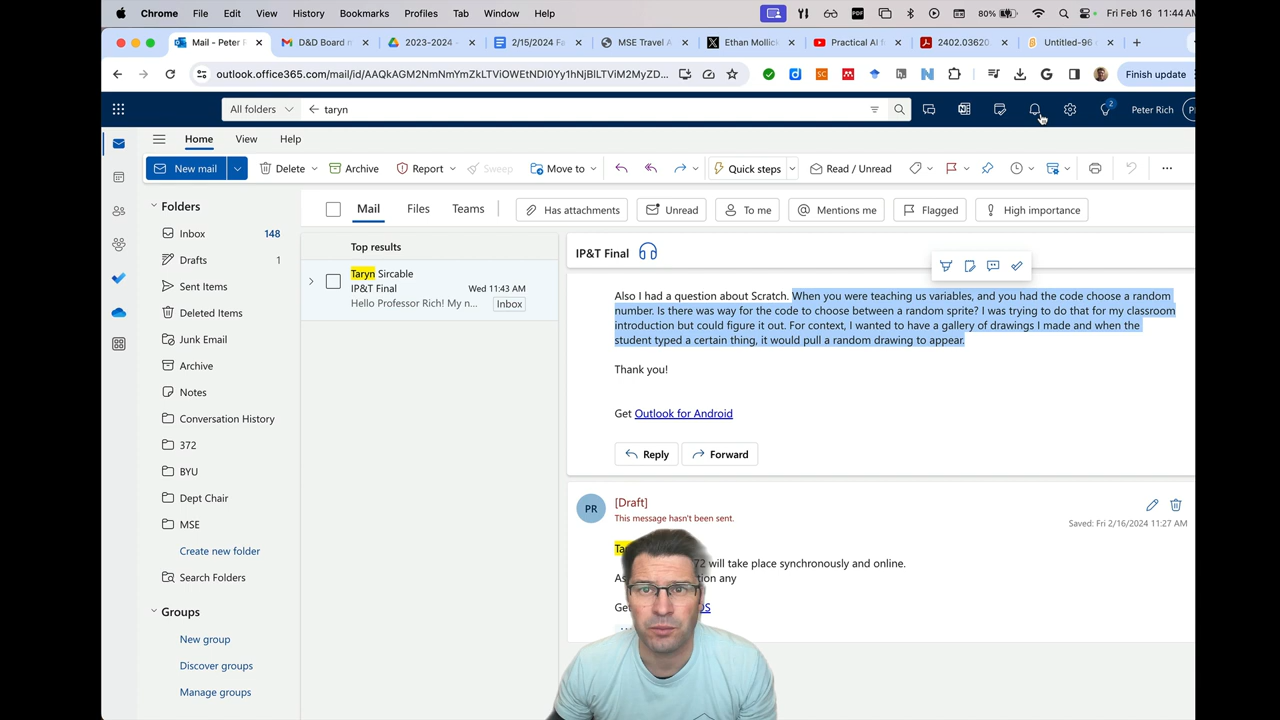 Chrome File Edit View History Bookmarks Profiles Tab Window Help
PDF
80%
Fri Feb 16 11:44AM
Mail - Peter R
D&D Board n
2023-2024 -
2/15/2024 Fe
MSE Travel A
Ethan Mollick
Practical AI f
2402.03620.
Untitled-96
outlook.office365.com/mail/id/AAQkAGM2NmNmYmZkLTViOWEtNDI0Yy1hNjBlLTViM2MyZD...
Finish update
All folders
taryn
2
Peter Rich
Home View Help
New mail
Delete
Archive
Report
Sweep
Move to
Quick steps
Read / Unread
Folders
Inbox 148
Drafts 1
Sent Items
Deleted Items
Junk Email
Archive
Notes
Conversation History
372
BYU
Dept Chair
MSE
Create new folder
Search Folders
Groups
New group
Discover groups
Manage groups
Mail Files Teams
Has attachments
Unread
To me
Mentions me
Flagged
High importance
Top results
Taryn Sircable
IP&T Final Wed 11:43 AM
Hello Professor Rich! My n... Inbox
IP&T Final
Also I had a question about Scratch. When you were teaching us variables, and you had the code choose a random
number. Is there was way for the code to choose between a random sprite? I was trying to do that for my classroom
introduction but could figure it out. For context, I wanted to have a gallery of drawings I made and when the
student typed a certain thing, it would pull a random drawing to appear.
Thank you!
Get Outlook for Android
Reply
Forward
PR
[Draft]
This message hasn't been sent.
Saved: Fri 2/16/2024 11:27 AM
72 will take place synchronously and online.
any